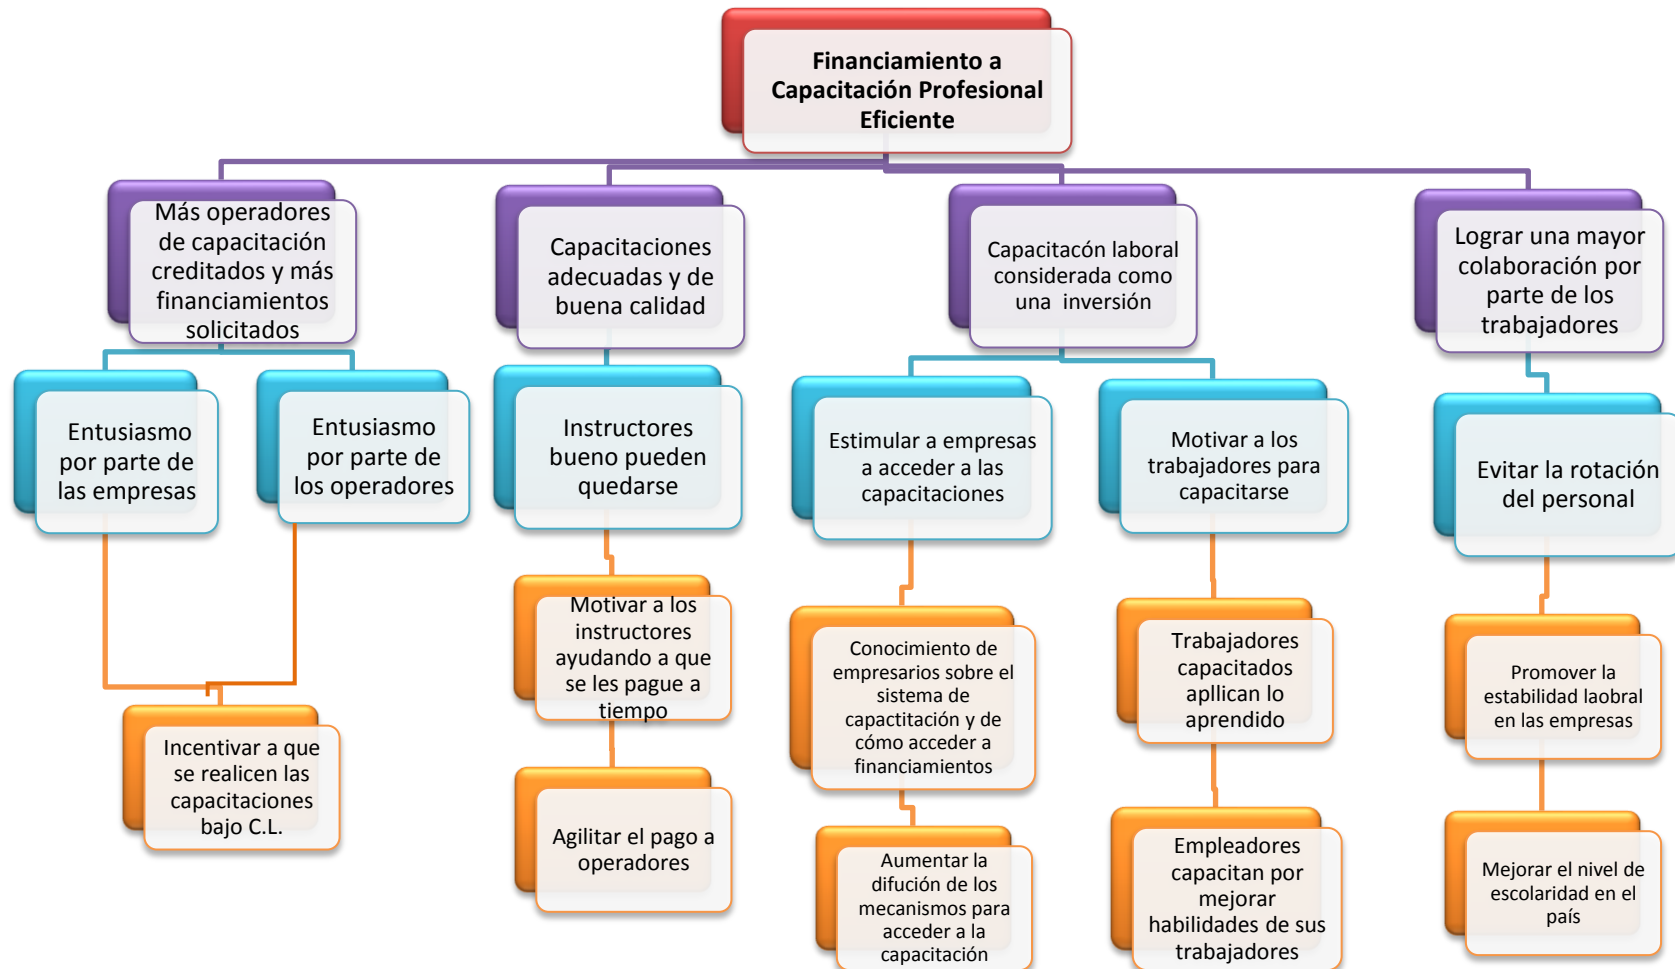 Financiamiento a
Capacitación Profesional
Eficiente
Más operadores
de capacitación
creditados y más
financiamientos
solicitados
Capacitaciones
adecuadas y de
buena calidad
Capacitacón laboral
considerada como
una inversión
Lograr una mayor
colaboración por
parte de los
trabajadores
Entusiasmo
por parte de
las empresas
Entusiasmo
por parte de
los operadores
Instructores
bueno pueden
quedarse
Estimular a empresas
a acceder a las
capacitaciones
Motivar a los
trabajadores para
capacitarse
Evitar la rotación
del personal
Incentivar a que
se realicen las
capacitaciones
bajo C.L.
Motivar a los
instructores
ayudando a que
se les pague a
tiempo
Conocimiento de
empresarios sobre el
sistema de
capactitación y de
cómo acceder a
financiamientos
Trabajadores
capacitados
apllican lo
aprendido
Promover la
estabilidad laobral
en las empresas
Agilitar el pago a
operadores
Aumentar la
difución de los
mecanismos para
acceder a la
capacitación
Empleadores
capacitan por
mejorar
habilidades de sus
trabajadores
Mejorar el nivel de
escolaridad en el
país